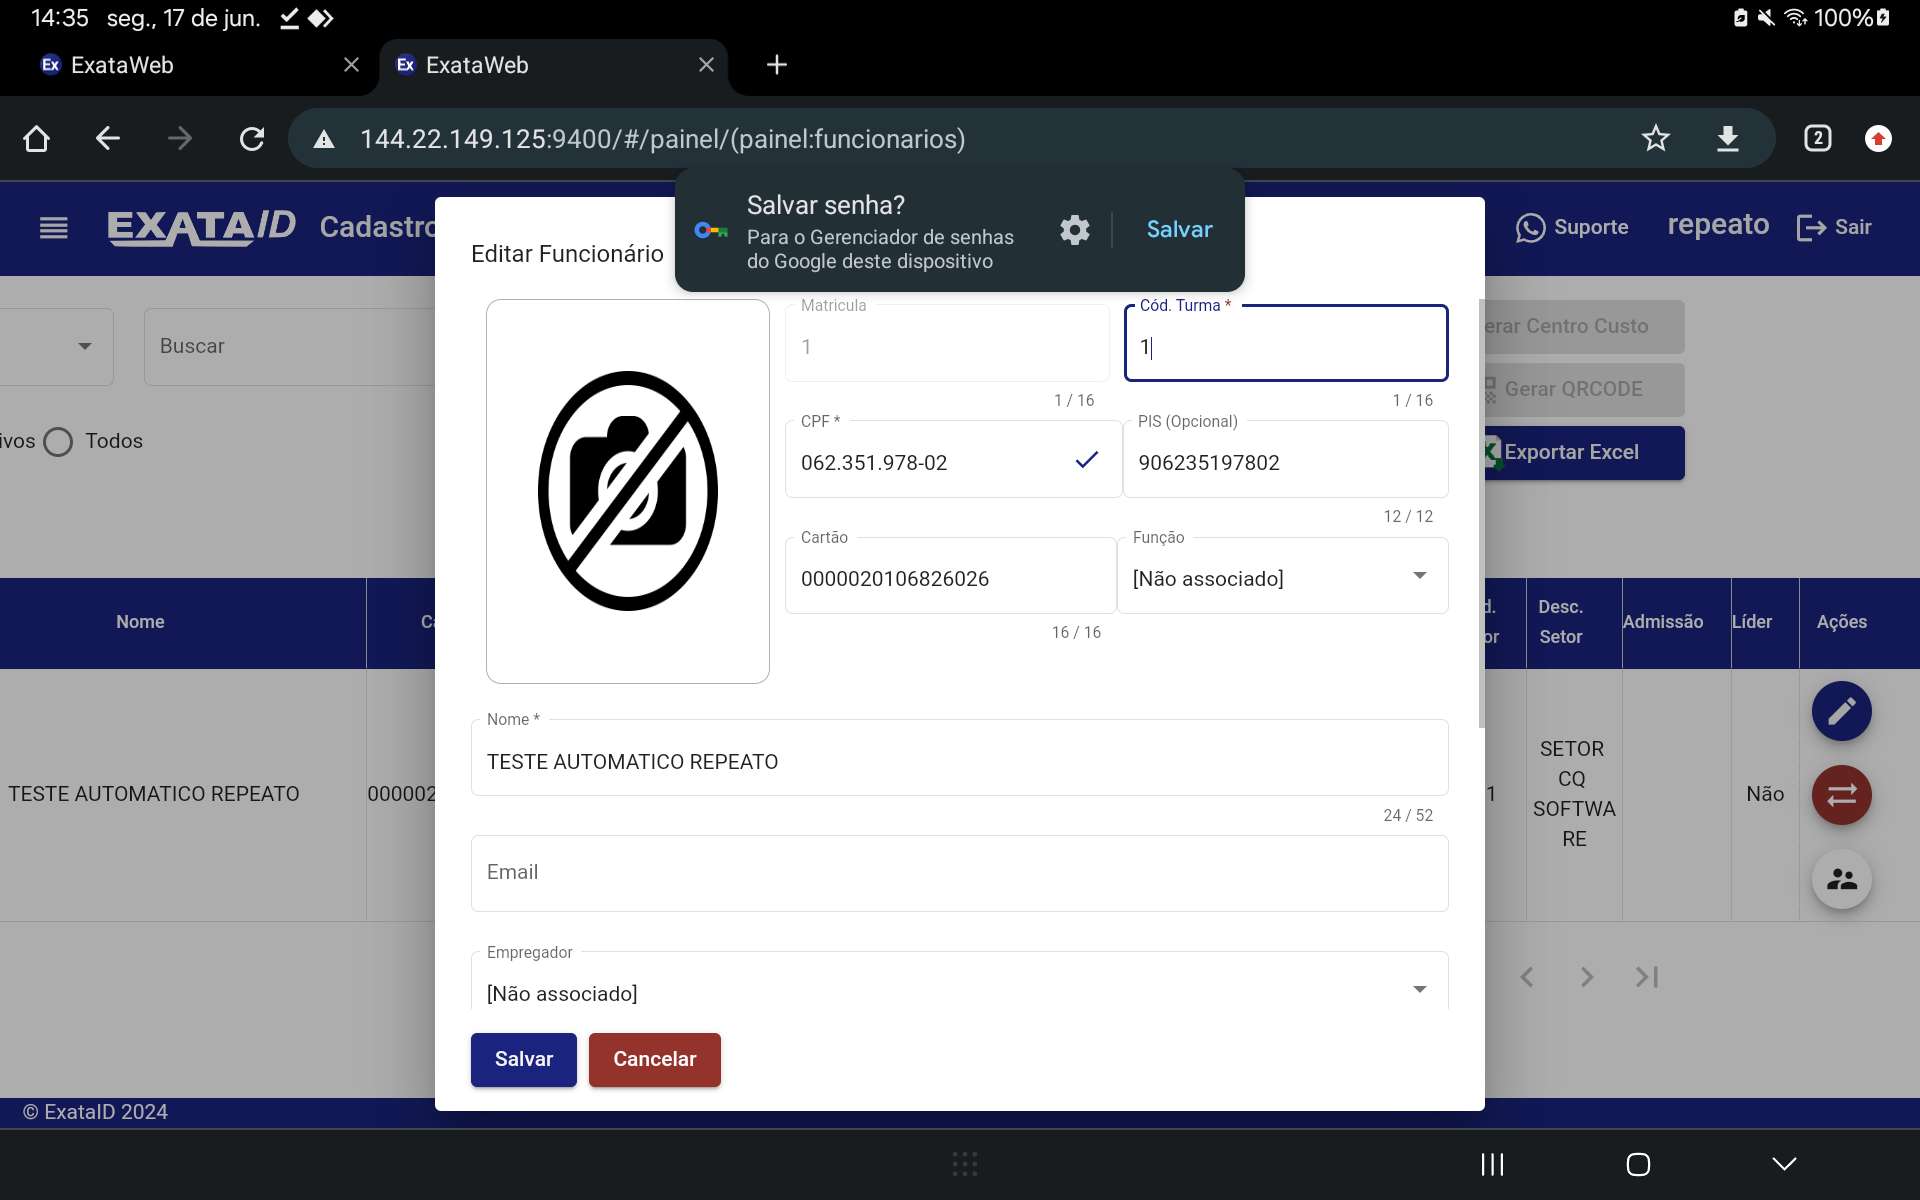 14:35 seg., 17 de jun. 100%
Ex ExataWeb Ex ExataWeb
144.22.149.125:9400/#/painel/(painel:funcionarios) 2
Salvar senha?
Para o Gerenciador de senhas
do Google deste dispositivo
Salvar
EXATAID Cadastro Suporte repeato Sair
Editar Funcionário
Matricula
1
1 / 16
Cód. Turma *
1
1 / 16
Buscar
erar Centro Custo
Gerar QRCODE
Exportar Excel
ivos Todos
CPF *
062.351.978-02
PIS (Opcional)
906235197802
12 / 12
Cartão
0000020106826026
16 / 16
Função
[Não associado]
Nome Ca d. or Desc. Setor Admissão Líder Ações
Nome *
TESTE AUTOMATICO REPEATO
24 / 52
TESTE AUTOMATICO REPEATO 000002 1
SETOR
CQ
SOFTWA
RE
Não
Email
Empregador
[Não associado]
Salvar Cancelar
© ExataID 2024